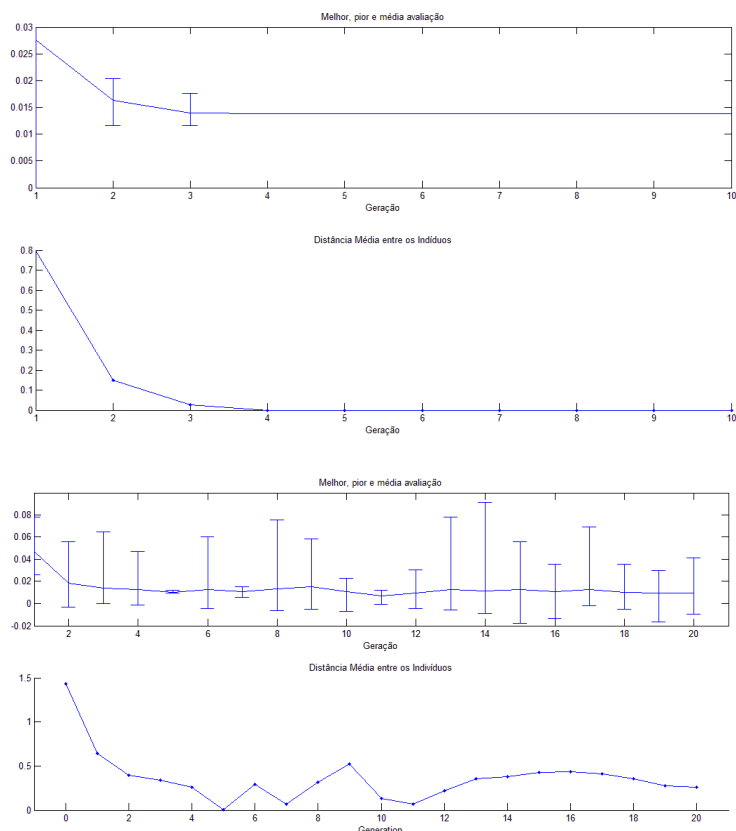 Melhor, pior e média avaliação
0.03
0.025
0.02
0.015
0.01
0.005
0
1 2 3 4 5 6 7 8 9 10
Geração
Distância Média entre os Indíduos
0.8
0.7
0.6
0.5
0.4
0.3
0.2
0.1
0
1 2 3 4 5 6 7 8 9 10
Geração
Melhor, pior e média avaliação
0.08
0.06
0.04
0.02
0
-0.02
2 4 6 8 10 12 14 16 18 20
Geração
Distância Média entre os Indivíduos
1.5
1
0.5
0
0 2 4 6 8 10 12 14 16 18 20
Generation